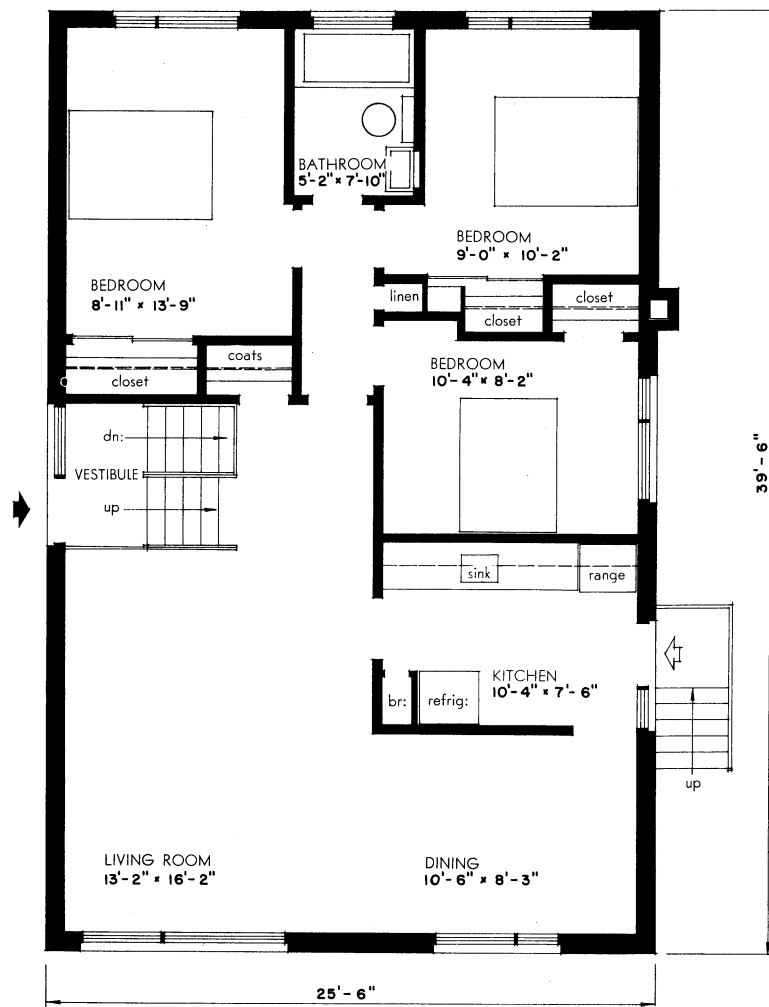 BATHROOM
5'-2" × 7'-10"
BEDROOM
9'-0" × 10'-2"
BEDROOM
8'-11" × 13'-9"
linen
closet
closet
coats
closet
BEDROOM
10'-4" × 8'-2"
dn:
VESTIBULE
up
39'-6"
sink
range
KITCHEN
10'-4" × 7'-6"
br:
refrig:
up
LIVING ROOM
13'-2" × 16'-2"
DINING
10'-6" × 8'-3"
25'-6"